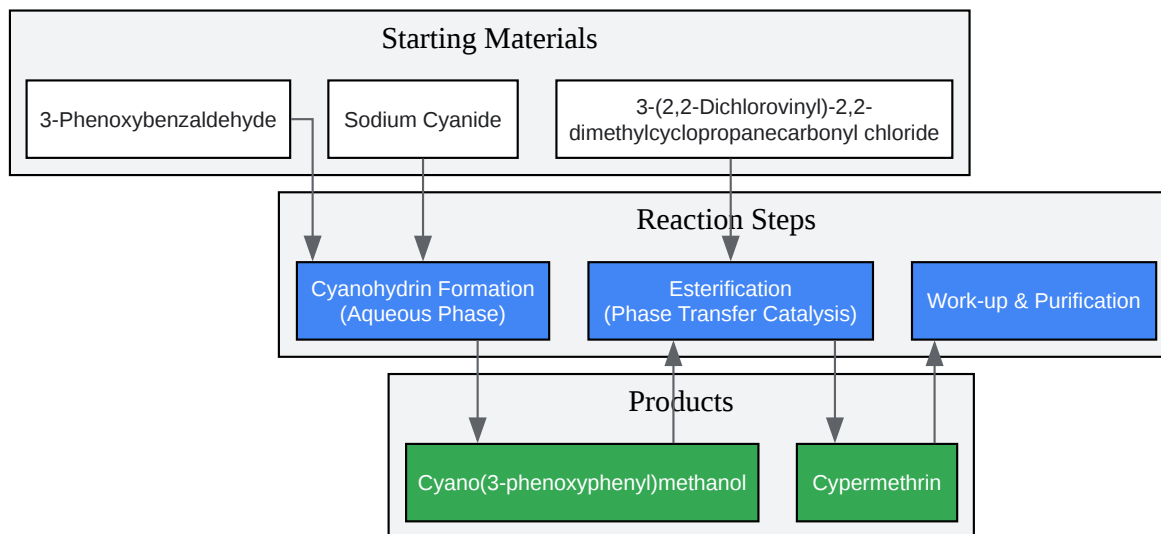 Starting Materials
3-Phenoxybenzaldehyde
Sodium Cyanide
3-(2,2-Dichlorovinyl)-2,2-
dimethylcyclopropanecarbonyl chloride
Reaction Steps
Cyanohydrin Formation
(Aqueous Phase)
Esterification
(Phase Transfer Catalysis)
Work-up & Purification
Products
Cyano(3-phenoxyphenyl)methanol
Cypermethrin